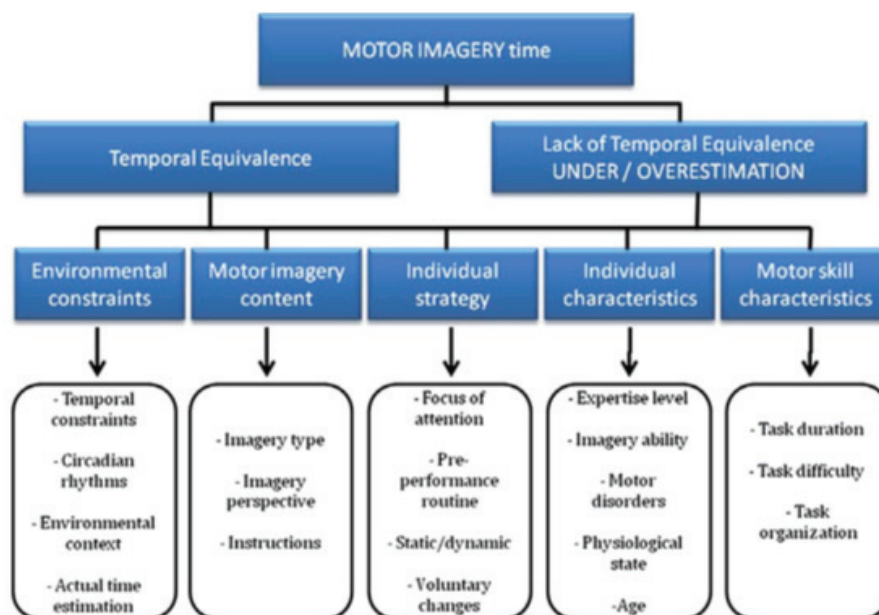 MOTOR IMAGERY time
Temporal Equivalence
Lack of Temporal Equivalence
UNDER / OVERESTIMATION
Environmental
constraints
Motor imagery
content
Individual
strategy
Individual
characteristics
Motor skill
characteristics
- Temporal
constraints
- Circadian
rhythms
- Environmental
context
- Actual time
estimation
- Imagery type
- Imagery
perspective
- Instructions
- Focus of
attention
- Pre-
performance
routine
- Static/dynamic
- Voluntary
changes
- Expertise level
- Imagery ability
- Motor
disorders
- Physiological
state
- Age
- Task duration
- Task difficulty
- Task
organization